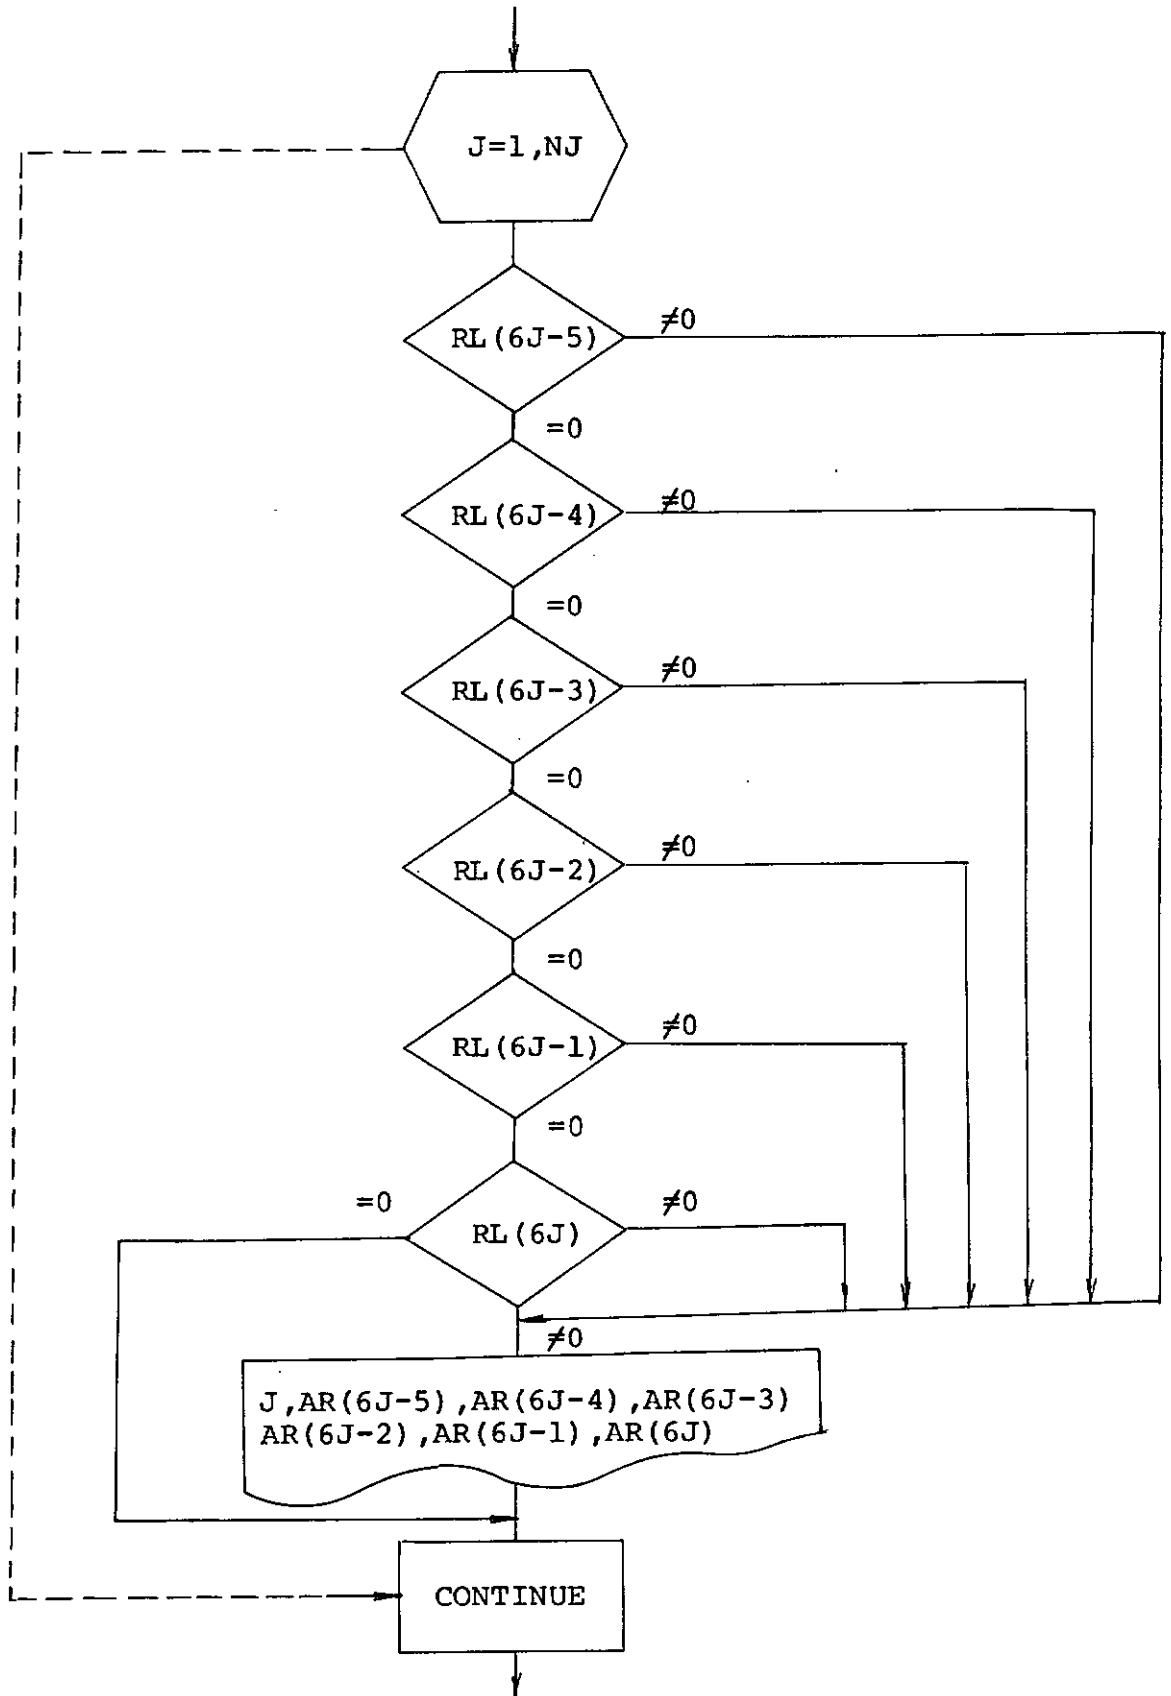 J=1,NJ
RL(6J-5)
≠0
=0
RL(6J-4)
≠0
=0
RL(6J-3)
≠0
=0
RL(6J-2)
≠0
=0
RL(6J-1)
≠0
=0
=0
RL(6J)
≠0
≠0
J,AR(6J-5),AR(6J-4),AR(6J-3)
AR(6J-2),AR(6J-1),AR(6J)
CONTINUE